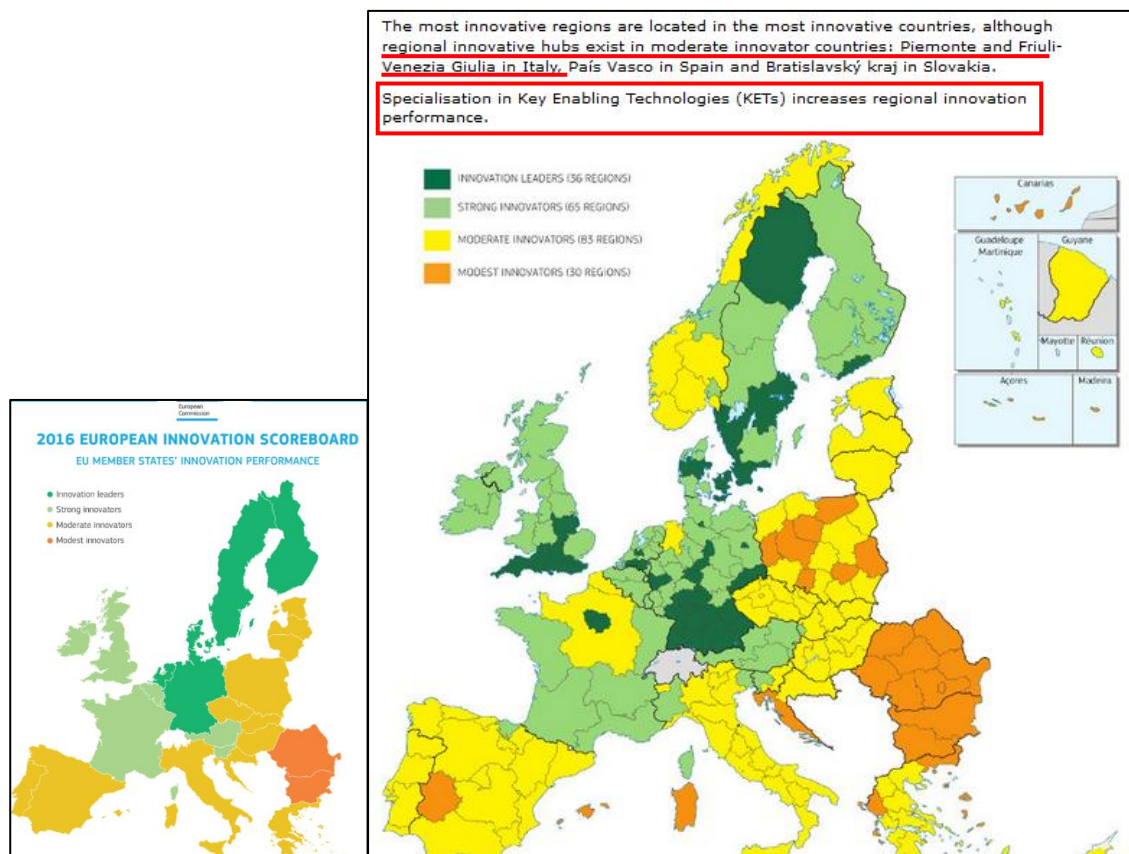 The most innovative regions are located in the most innovative countries, although
regional innovative hubs exist in moderate innovator countries: Piemonte and Friuli-
Venezia Giulia in Italy, País Vasco in Spain and Bratislavský kraj in Slovakia.
Specialisation in Key Enabling Technologies (KETs) increases regional innovation
performance.
INNOVATION LEADERS (36 REGIONS)
STRONG INNOVATORS (65 REGIONS)
MODERATE INNOVATORS (83 REGIONS)
MODEST INNOVATORS (30 REGIONS)
Canarias
Guadeloupe
Martinique
Guyane
Mayotte
Réunion
Açores
Madeira
European
Commission
2016 EUROPEAN INNOVATION SCOREBOARD
EU MEMBER STATES' INNOVATION PERFORMANCE
Innovation leaders
Strong innovators
Moderate innovators
Modest innovators